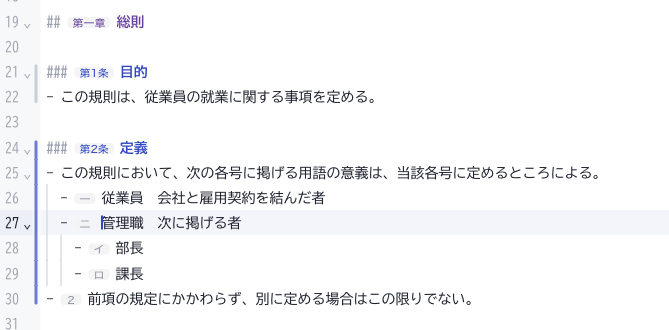 19 ## 第一章 総則
20
21 ### 第1条 目的
22 - この規則は、従業員の就業に関する事項を定める。
23
24 ### 第2条 定義
25 - この規則において、次の各号に掲げる用語の意義は、当該各号に定めるところによる。
26 - 一 従業員　会社と雇用契約を結んだ者
27 - 二 管理職　次に掲げる者
28 - イ 部長
29 - ロ 課長
30 - 2 前項の規定にかかわらず、別に定める場合はこの限りでない。
31